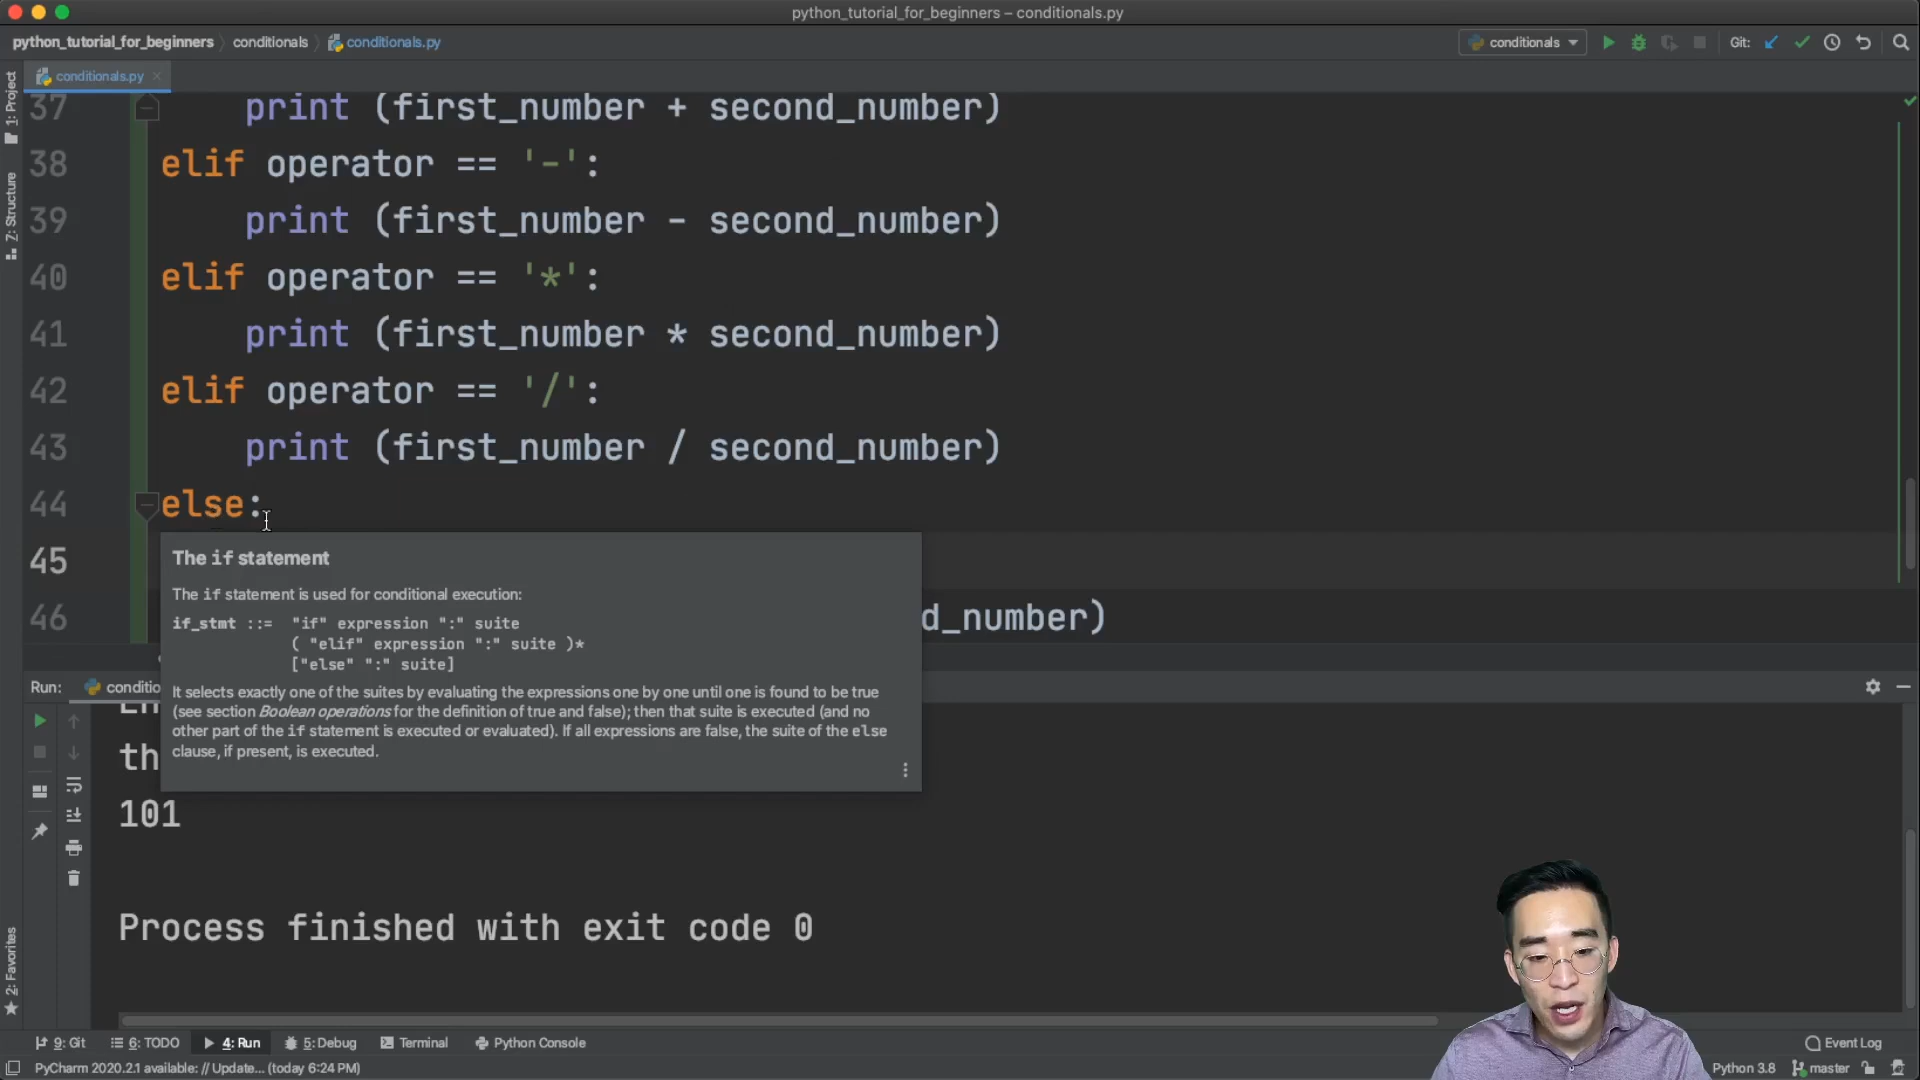 python_tutorial_for_beginners – conditionals.py
python_tutorial_for_beginners conditionals conditionals.py
conditionals Git:
conditionals.py
1: Project
Z: Structure
2: Favorites
37 print (first_number + second_number)
38 elif operator == '-':
39 print (first_number - second_number)
40 elif operator == '*':
41 print (first_number * second_number)
42 elif operator == '/':
43 print (first_number / second_number)
44 else:
45
46 d_number)
The if statement
The if statement is used for conditional execution:
if_stmt ::= "if" expression ":" suite
( "elif" expression ":" suite )*
["else" ":" suite]
It selects exactly one of the suites by evaluating the expressions one by one until one is found to be true
(see section Boolean operations for the definition of true and false); then that suite is executed (and no
other part of the if statement is executed or evaluated). If all expressions are false, the suite of the else
clause, if present, is executed.
Run: conditio
th
101
Process finished with exit code 0
9: Git 6: TODO 4: Run 5: Debug Terminal Python Console Event Log
PyCharm 2020.2.1 available: // Update... (today 6:24 PM) Python 3.8 master